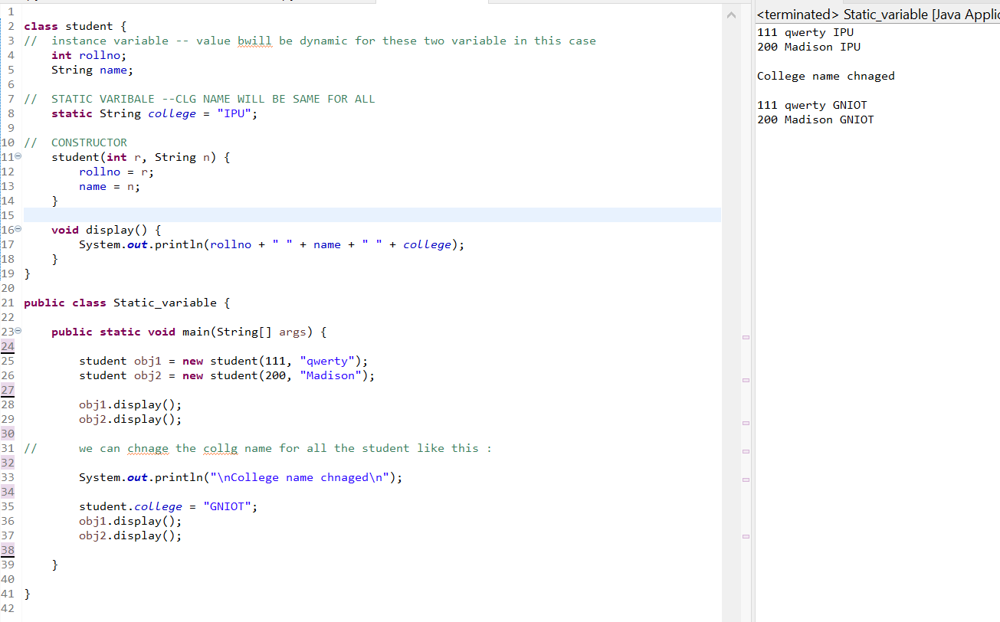 1
2 class student {
3 // instance variable -- value bwill be dynamic for these two variable in this case
4 int rollno;
5 String name;
6
7 // STATIC VARIBALE --CLG NAME WILL BE SAME FOR ALL
8 static String college = "IPU";
9
10 // CONSTRUCTOR
11 student(int r, String n) {
12 rollno = r;
13 name = n;
14 }
15
16 void display() {
17 System.out.println(rollno + " " + name + " " + college);
18 }
19 }
20
21 public class Static_variable {
22
23 public static void main(String[] args) {
24
25 student obj1 = new student(111, "qwerty");
26 student obj2 = new student(200, "Madison");
27
28 obj1.display();
29 obj2.display();
30
31 // we can chnage the collg name for all the student like this :
32
33 System.out.println("\nCollege name chnaged\n");
34
35 student.college = "GNIOT";
36 obj1.display();
37 obj2.display();
38
39 }
40
41 }
42
<terminated> Static_variable [Java Applic
111 qwerty IPU
200 Madison IPU
College name chnaged
111 qwerty GNIOT
200 Madison GNIOT